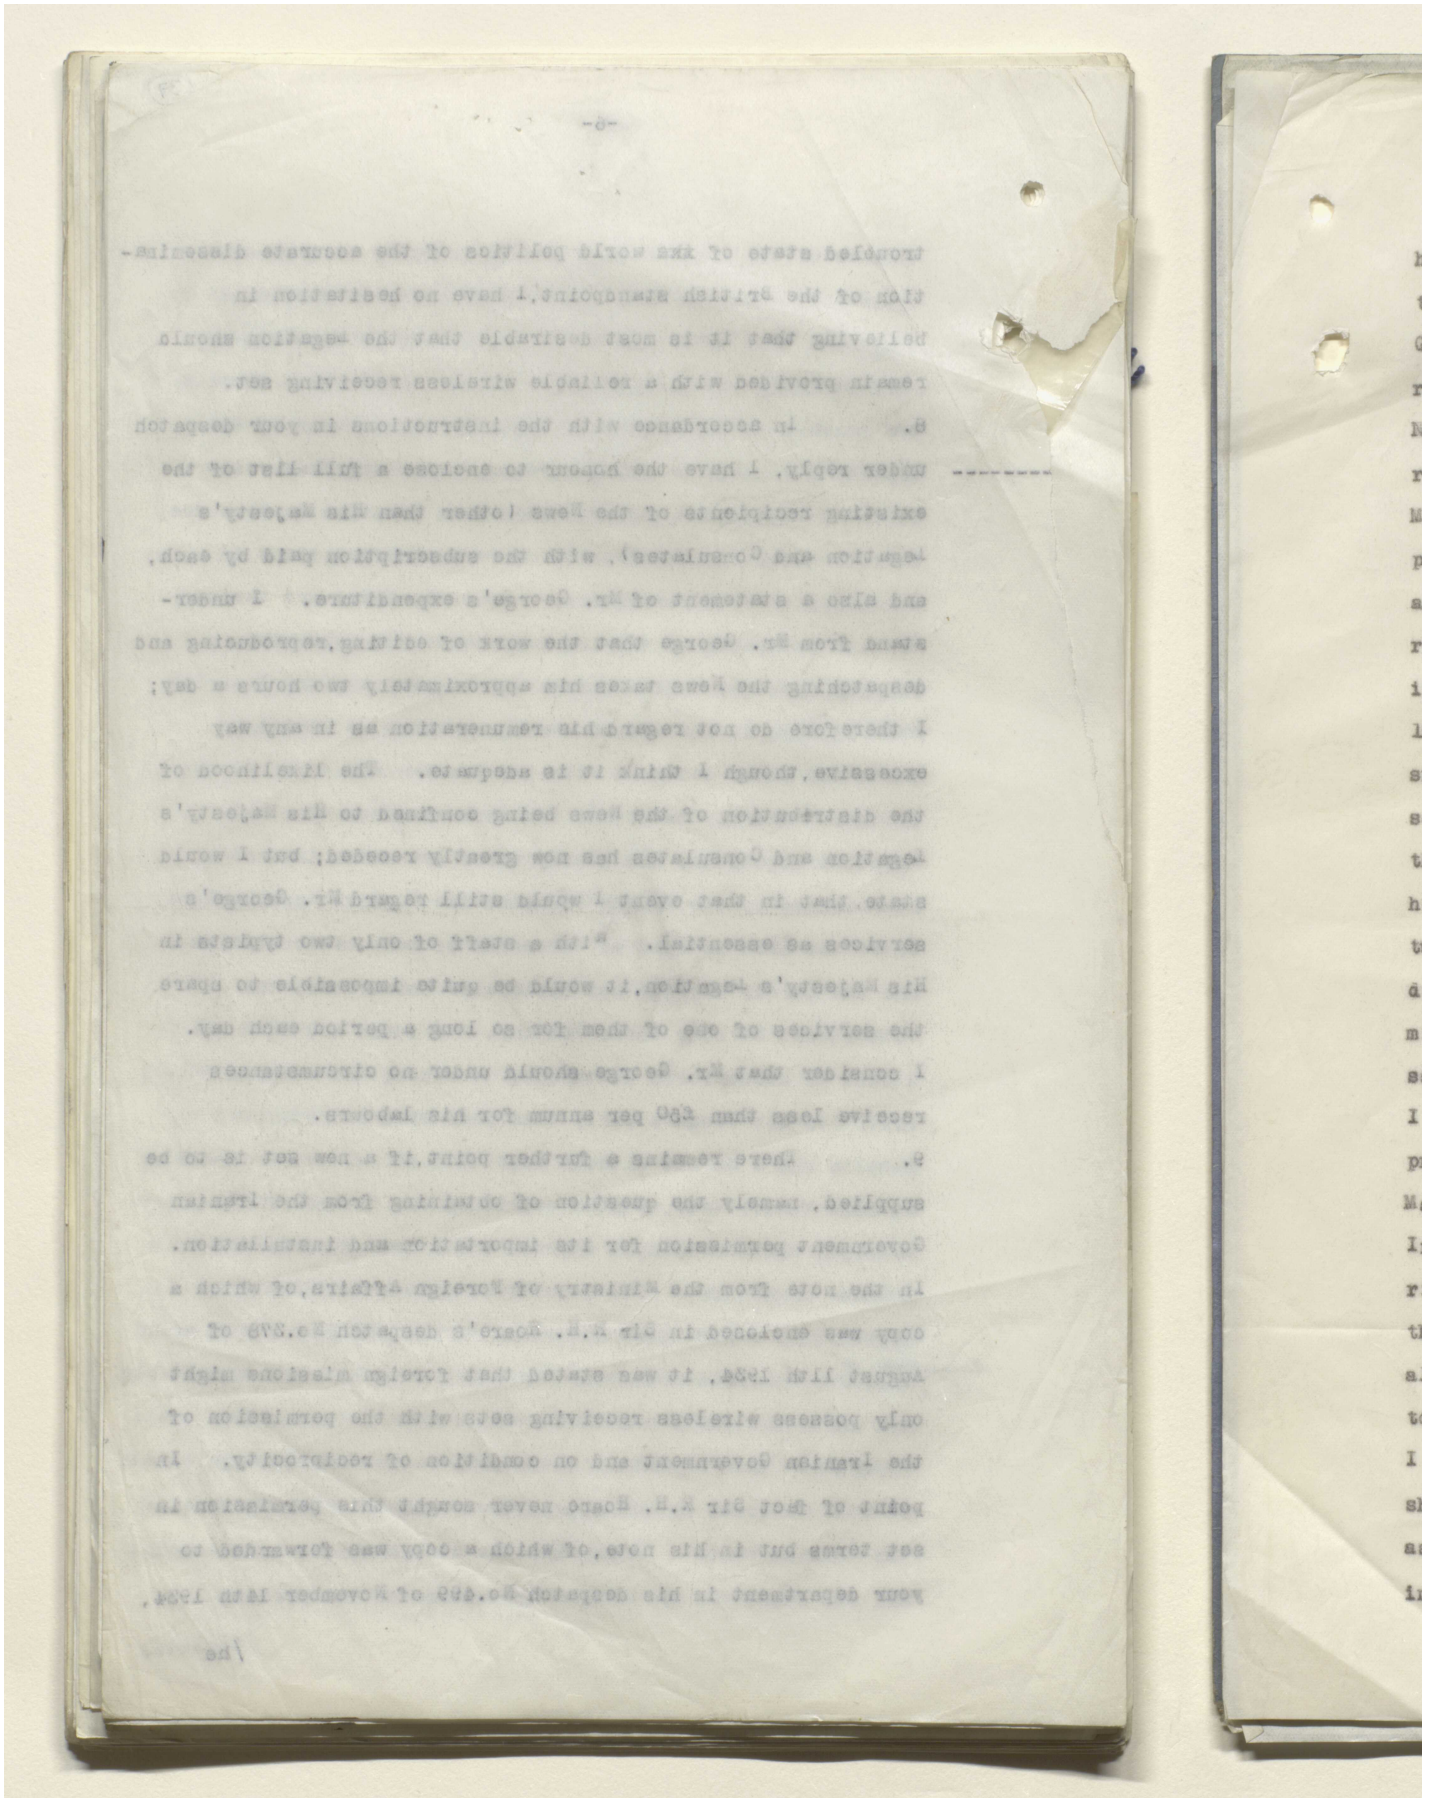 -6-
troubled state of the world politics of the accurate dissemina-
tion of the British standpoint, I have no hesitation in
believing that it is most desirable that the Legation should
remain provided with a reliable wireless receiving set.
8. In accordance with the instructions in your despatch
under reply, I have the honour to enclose a full list of the
existing recipients of the News (other than His Majesty's
Legation and Consulates), with the subscription paid by each,
and also a statement of Mr. George's expenditure. I under-
stand from Mr. George that the work of editing, reproducing and
despatching the News takes him approximately two hours a day;
I therefore do not regard his remuneration as in any way
excessive, though I think it is adequate. The likelihood of
the distribution of the News being confined to His Majesty's
Legation and Consulates has now greatly receded; but I would
state that in that event I would still regard Mr. George's
services as essential. With a staff of only two typists in
His Majesty's Legation, it would be quite impossible to spare
the services of one of them for so long a period each day.
I consider that Mr. George should under no circumstances
receive less than £50 per annum for his labours.
9. There remains a further point, if a new set is to be
supplied, namely the question of obtaining from the Iranian
Government permission for its importation and installation.
In the note from the Ministry of Foreign Affairs, of which a
copy was enclosed in Sir R.H. Hoare's despatch No.378 of
August 11th 1934, it was stated that foreign missions might
only possess wireless receiving sets with the permission of
the Iranian Government and on condition of reciprocity. In
point of fact Sir R.H. Hoare never sought this permission in
set terms but in his note, of which a copy was forwarded to
your department in his despatch No.499 of November 14th 1934,
/he